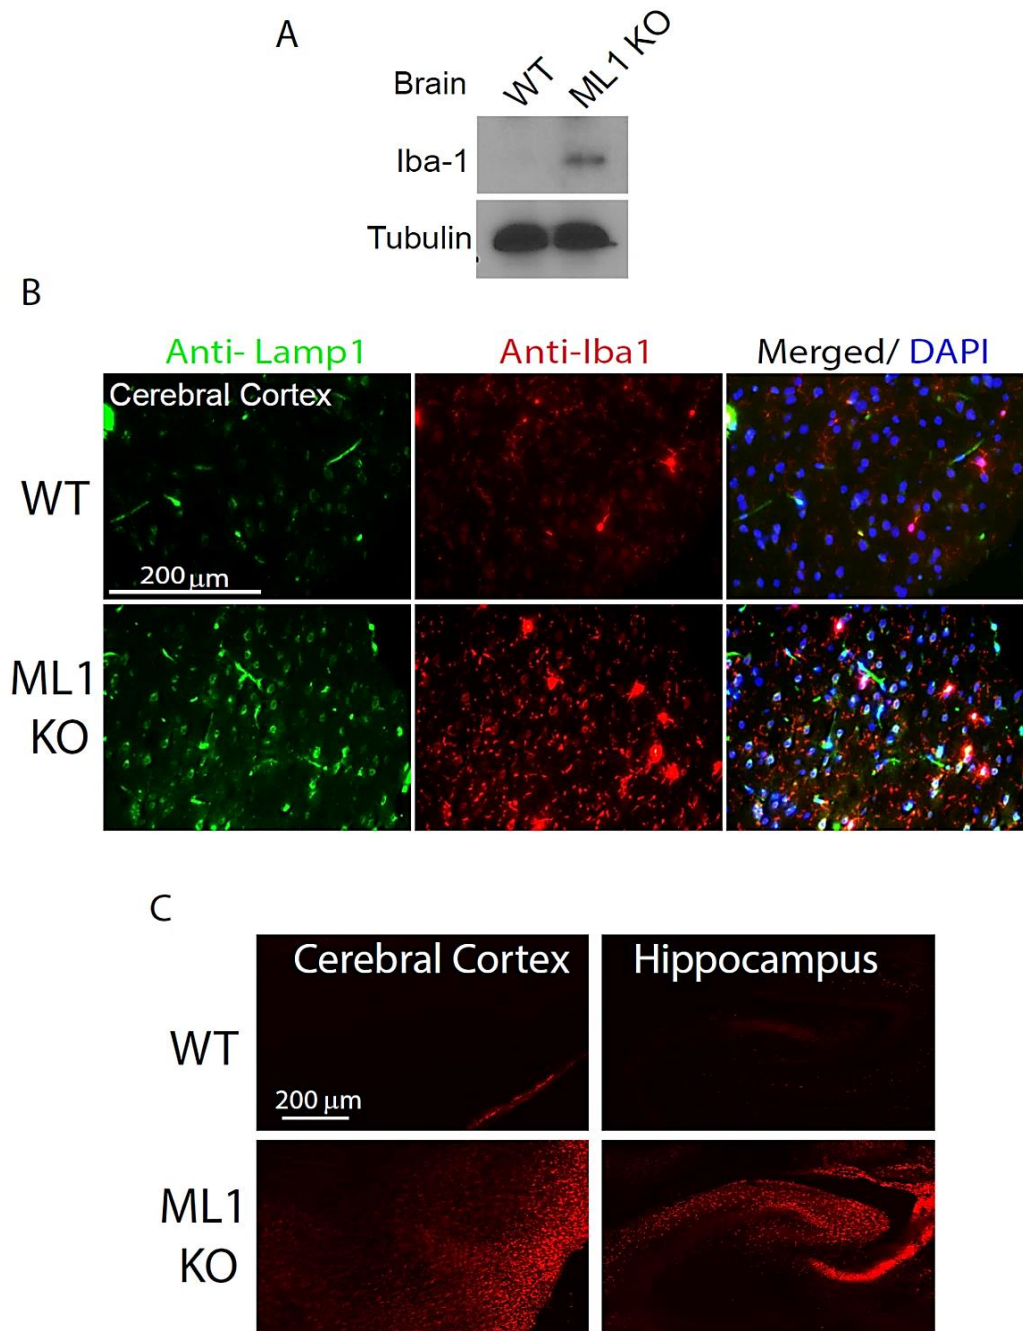 A
Brain WT ML1 KO
Iba-1
Tubulin
B
Anti- Lamp1 Anti-Iba1 Merged/ DAPI
Cerebral Cortex
WT
200 μm
ML1
KO
C
Cerebral Cortex Hippocampus
WT
200 μm
ML1
KO